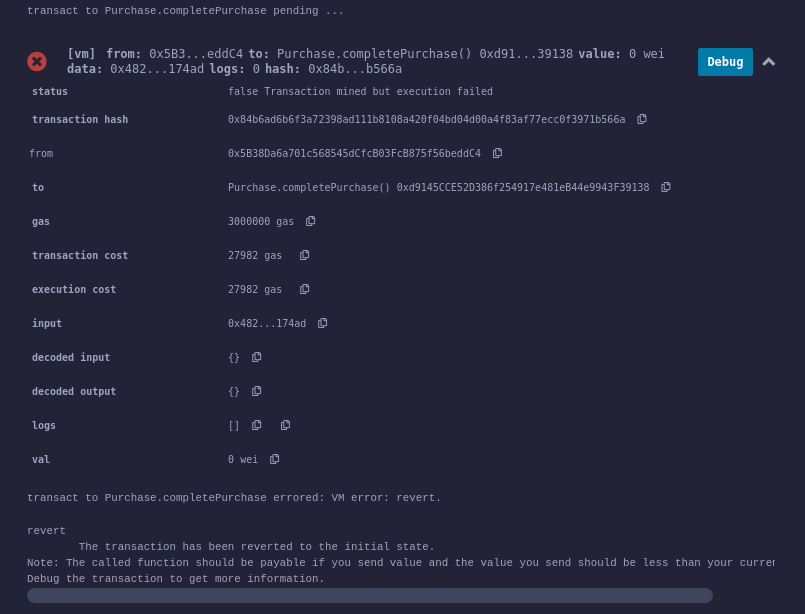 transact to Purchase.completePurchase pending ...
[vm] from: 0x5B3...eddC4 to: Purchase.completePurchase() 0xd91...39138 value: 0 wei
data: 0x482...174ad logs: 0 hash: 0x84b...b566a
Debug
status false Transaction mined but execution failed
transaction hash 0x84b6ad6b6f3a72398ad111b8108a420f04bd04d00a4f83af77ecc0f3971b566a
from 0x5B38Da6a701c568545dCfcB03FcB875f56beddC4
to Purchase.completePurchase() 0xd9145CCE52D386f254917e481eB44e9943F39138
gas 3000000 gas
transaction cost 27982 gas
execution cost 27982 gas
input 0x482...174ad
decoded input {}
decoded output {}
logs []
val 0 wei
transact to Purchase.completePurchase errored: VM error: revert.
revert
The transaction has been reverted to the initial state.
Note: The called function should be payable if you send value and the value you send should be less than your curren
Debug the transaction to get more information.